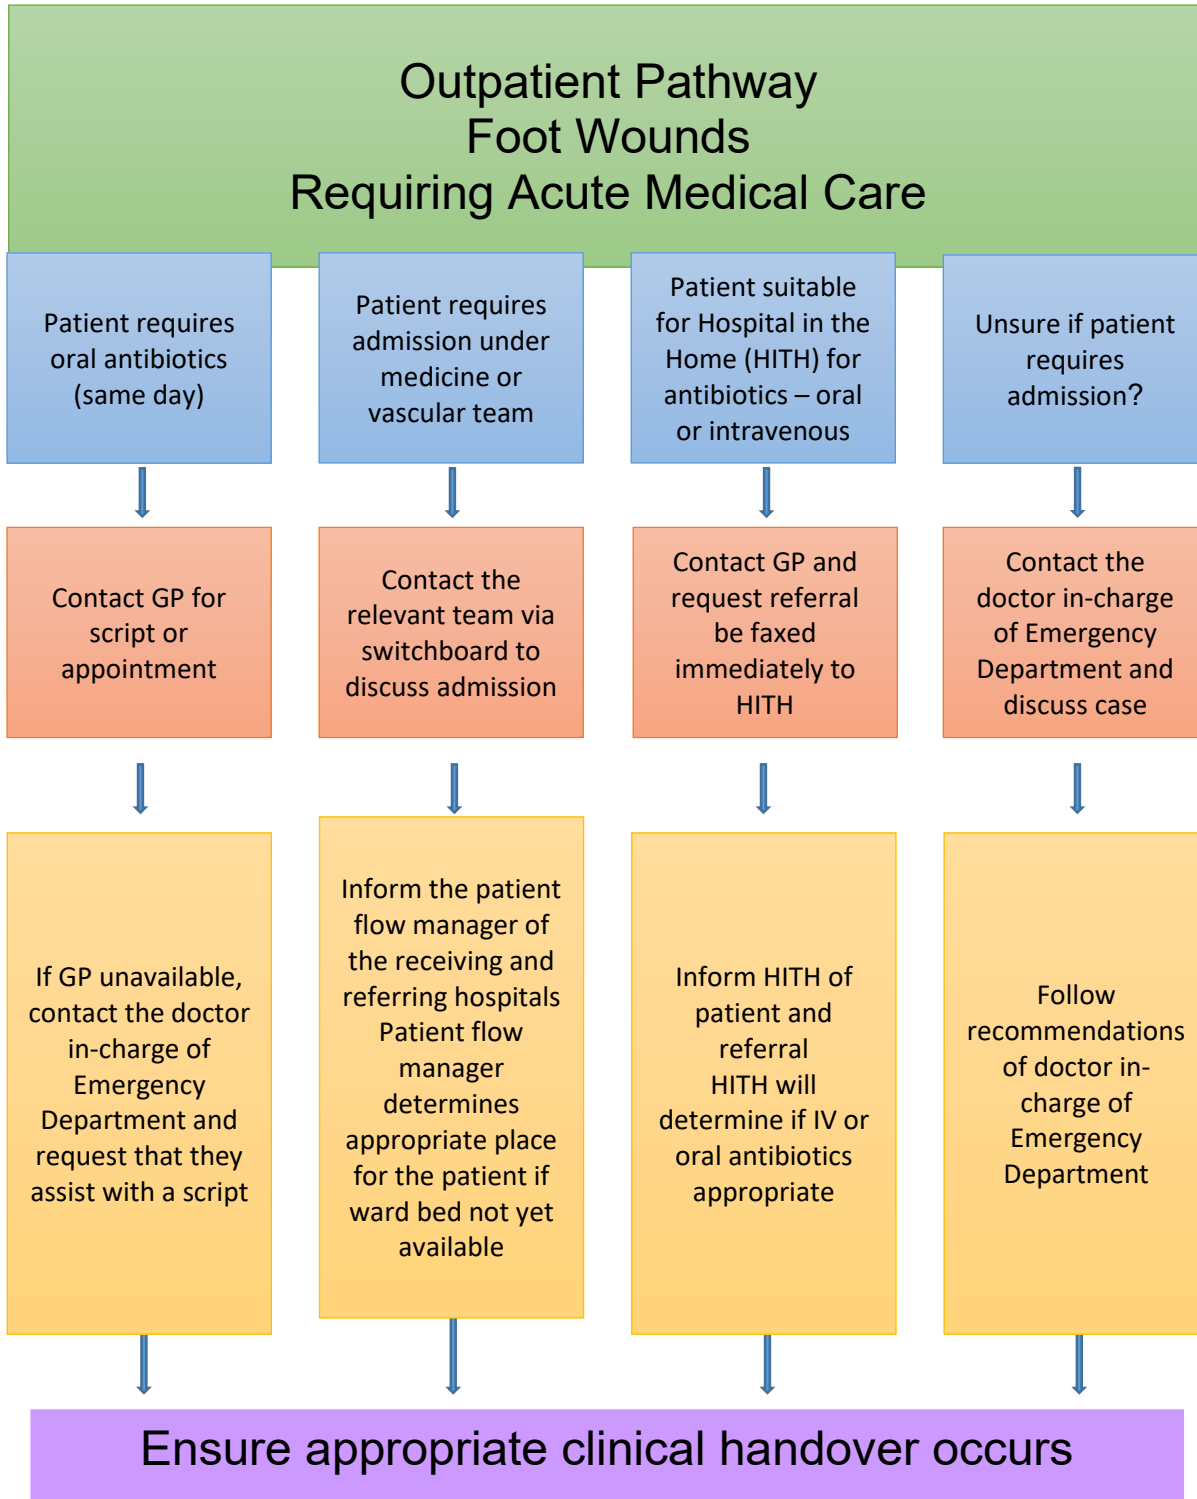 Outpatient Pathway
Foot Wounds
Requiring Acute Medical Care
Patient requires
oral antibiotics
(same day)
Patient requires
admission under
medicine or
vascular team
Patient suitable
for Hospital in the
Home (HITH) for
antibiotics – oral
or intravenous
Unsure if patient
requires
admission?
Contact GP for
script or
appointment
Contact the
relevant team via
switchboard to
discuss admission
Contact GP and
request referral
be faxed
immediately to
HITH
Contact the
doctor in-charge
of Emergency
Department and
discuss case
If GP unavailable,
contact the doctor
in-charge of
Emergency
Department and
request that they
assist with a script
Inform the patient
flow manager of
the receiving and
referring hospitals
Patient flow
manager
determines
appropriate place
for the patient if
ward bed not yet
available
Inform HITH of
patient and
referral
HITH will
determine if IV or
oral antibiotics
appropriate
Follow
recommendations
of doctor in-
charge of
Emergency
Department
Ensure appropriate clinical handover occurs